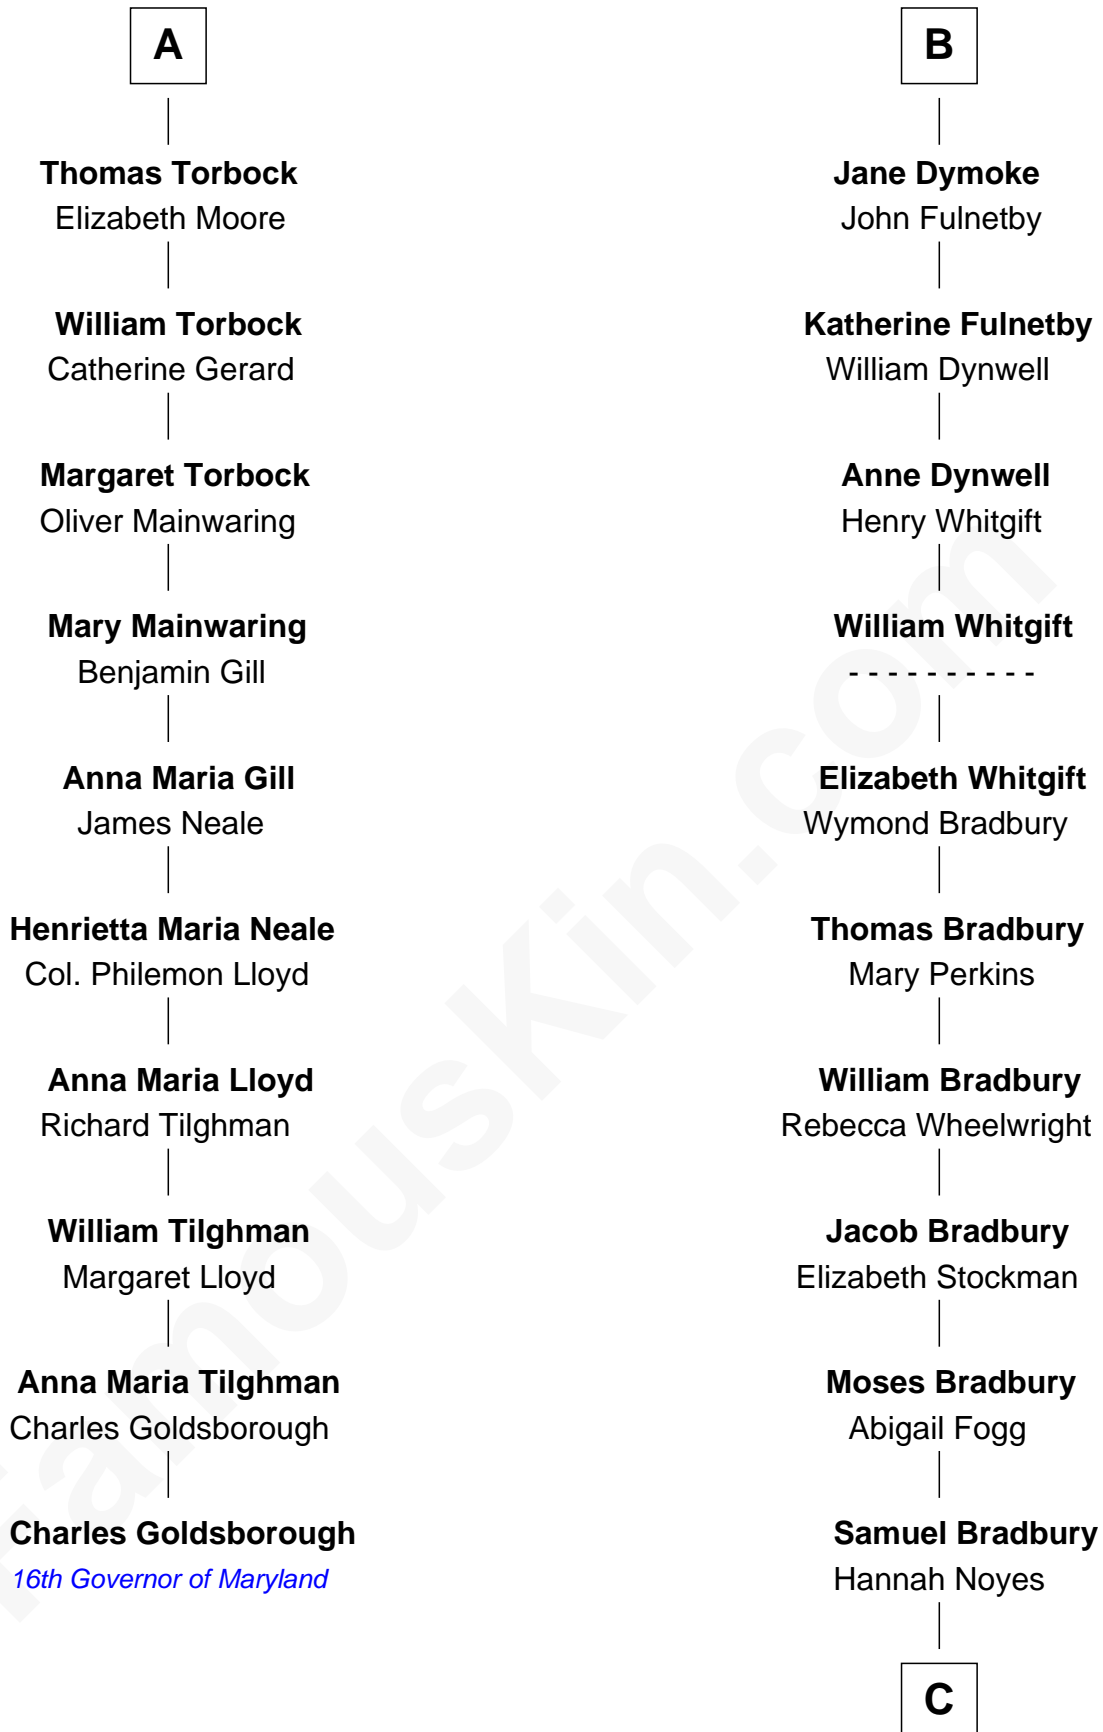 A
Thomas Torbock
Elizabeth Moore
William Torbock
Catherine Gerard
Margaret Torbock
Oliver Mainwaring
Mary Mainwaring
Benjamin Gill
Anna Maria Gill
James Neale
Henrietta Maria Neale
Col. Philemon Lloyd
Anna Maria Lloyd
Richard Tilghman
William Tilghman
Margaret Lloyd
Anna Maria Tilghman
Charles Goldsborough
Charles Goldsborough
16th Governor of Maryland
B
Jane Dymoke
John Fulnetby
Katherine Fulnetby
William Dynwell
Anne Dynwell
Henry Whitgift
William Whitgift
- - - - - - - - - -
Elizabeth Whitgift
Wymond Bradbury
Thomas Bradbury
Mary Perkins
William Bradbury
Rebecca Wheelwright
Jacob Bradbury
Elizabeth Stockman
Moses Bradbury
Abigail Fogg
Samuel Bradbury
Hannah Noyes
C
FamousKin.com